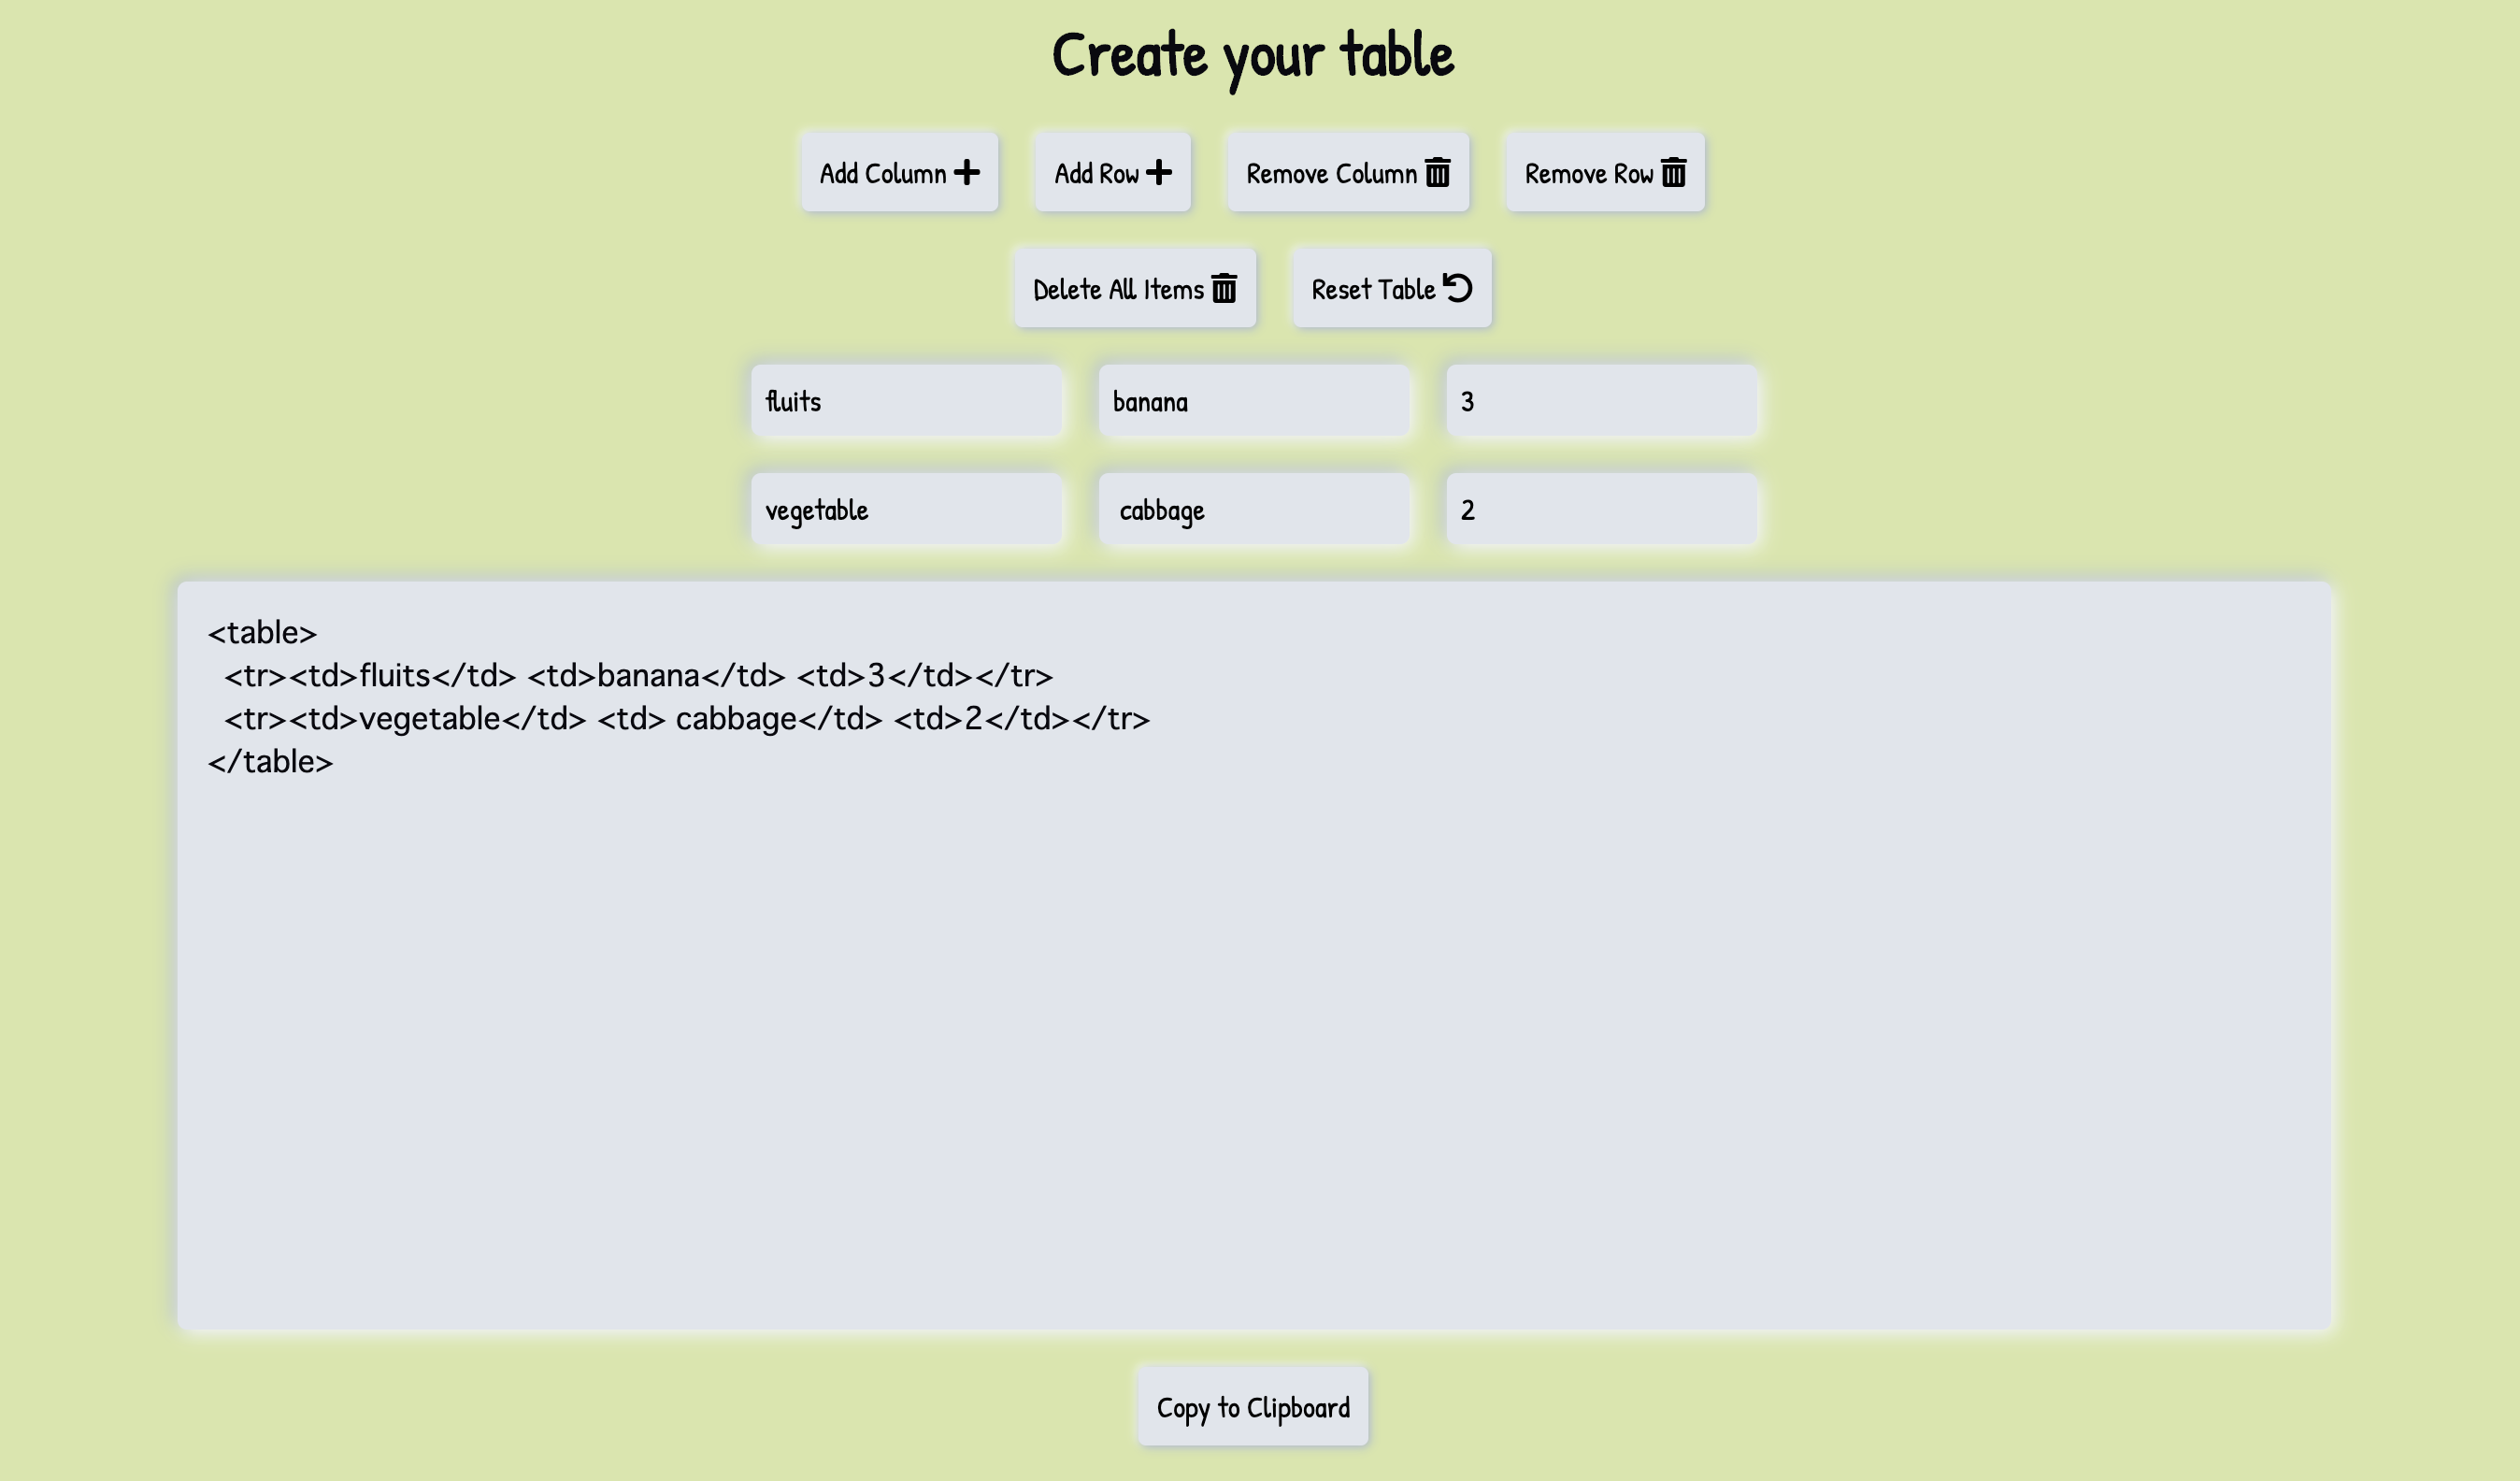 Create your table
Add Column
Add Row
Remove Column
Remove Row
Delete All Items
Reset Table
fluits
banana
3
vegetable
cabbage
2
<table>
<tr><td>fluits</td> <td>banana</td> <td>3</td></tr>
<tr><td>vegetable</td> <td> cabbage</td> <td>2</td></tr>
</table>
Copy to Clipboard